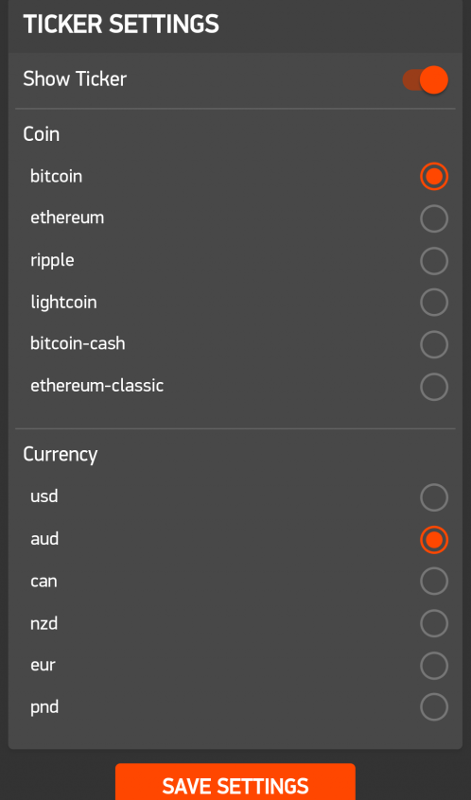 TICKER SETTINGS
Show Ticker
Coin
bitcoin
ethereum
ripple
lightcoin
bitcoin-cash
ethereum-classic
Currency
usd
aud
can
nzd
eur
pnd
SAVE SETTINGS